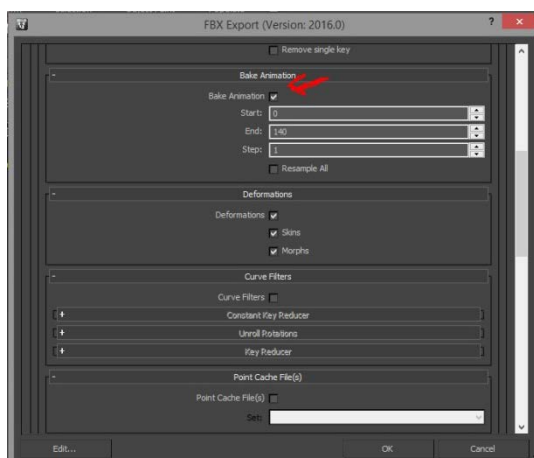 FBX Export (Version: 2016.0)
?
×
Remove single key
- Bake Animation
Bake Animation
Start: 0
End: 140
Step: 1
Resample All
- Deformations
Deformations
Skins
Morphs
- Curve Filters
Curve Filters
+ Constant Key Reducer
+ Unroll Rotations
+ Key Reducer
- Point Cache File(s)
Point Cache File(s)
Set:
Edit... OK Cancel